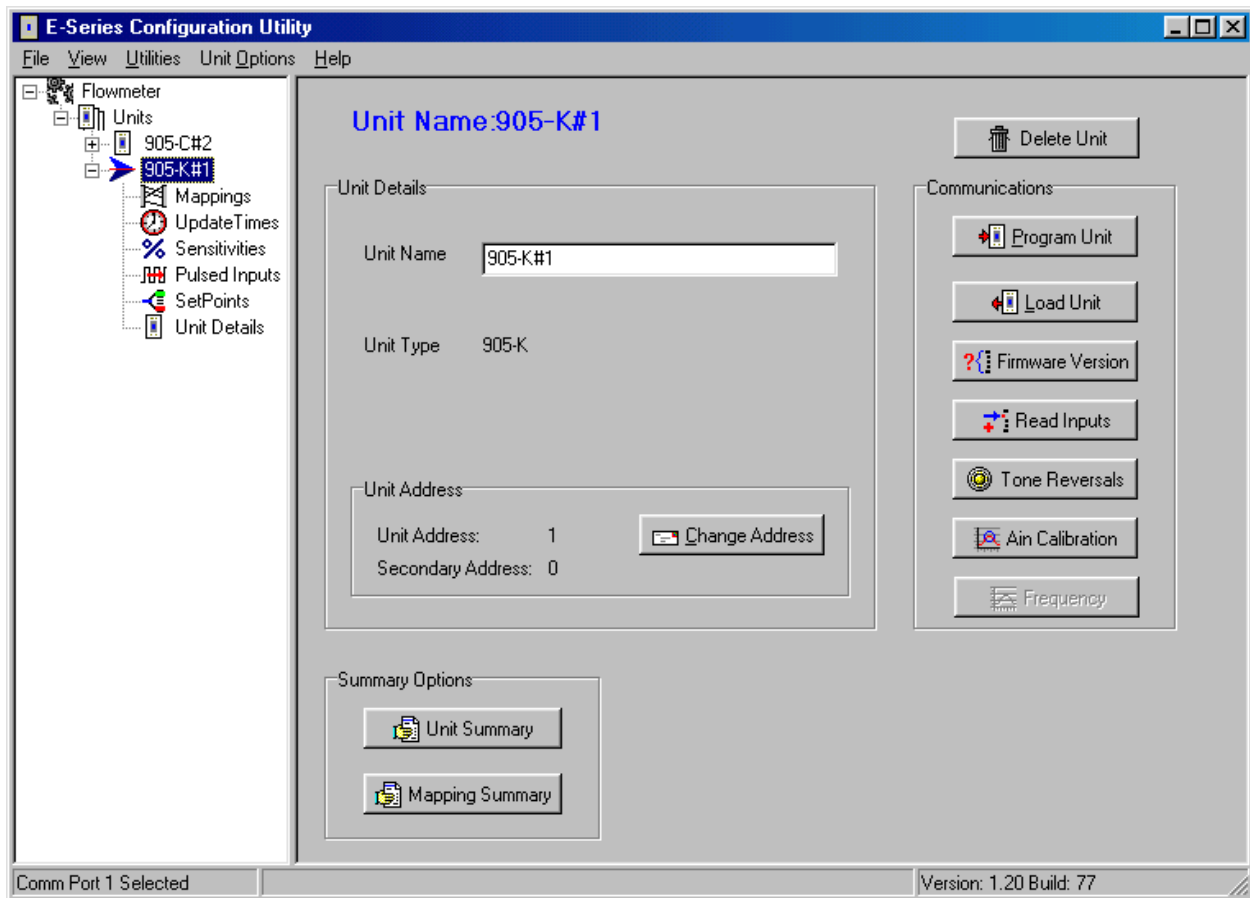 E-Series Configuration Utility
File View Utilities Unit Options Help
Flowmeter
Units
905-C#2
905-K#1
Mappings
UpdateTimes
Sensitivities
Pulsed Inputs
SetPoints
Unit Details
Unit Name:905-K#1
Delete Unit
Unit Details
Unit Name 905-K#1
Unit Type 905-K
Unit Address
Unit Address: 1
Secondary Address: 0
Change Address
Communications
Program Unit
Load Unit
Firmware Version
Read Inputs
Tone Reversals
Ain Calibration
Frequency
Summary Options
Unit Summary
Mapping Summary
Comm Port 1 Selected
Version: 1.20 Build: 77